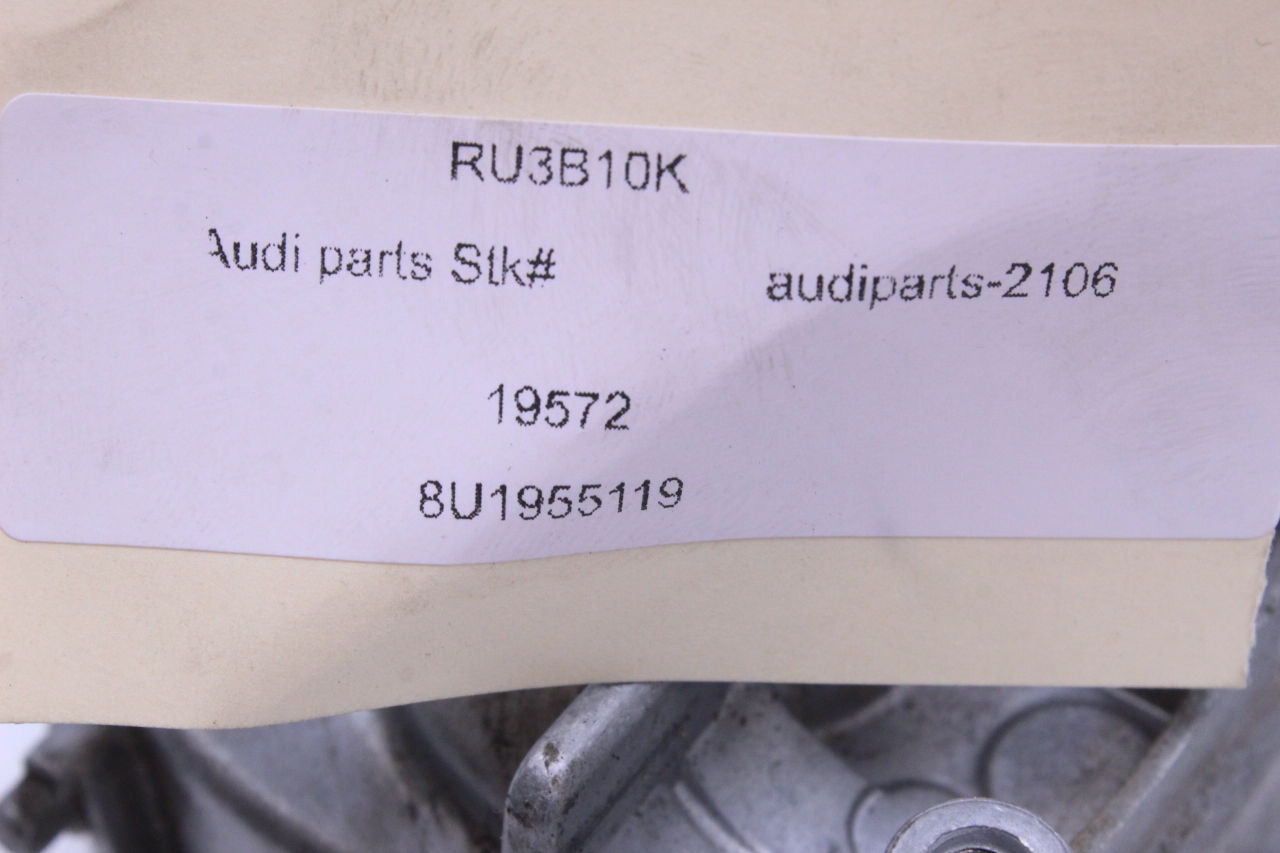 RU3B10K
Audi parts Stk# audiparts-2106
19572
8U1955119